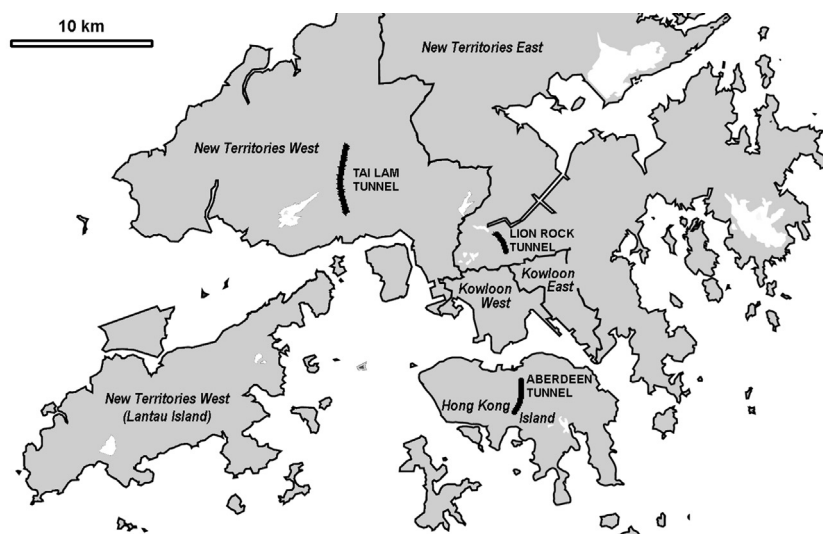 10 km
New Territories East
New Territories West
TAI LAM
TUNNEL
LION ROCK
TUNNEL
Kowloon
East
Kowloon
West
New Territories West
(Lantau Island)
ABERDEEN
TUNNEL
Hong Kong
Island